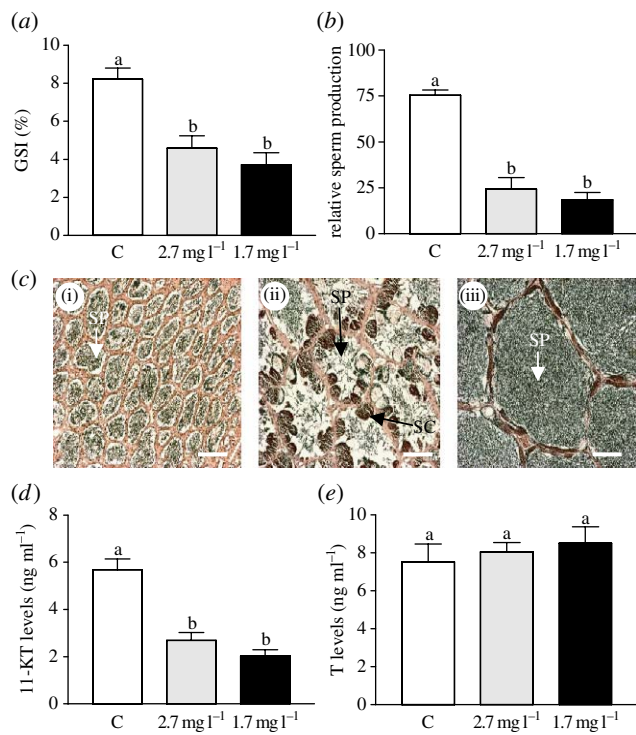 (a)
10
8
6
4
2
0
GSI (%)
a
b
b
C
2.7 mg l⁻¹
1.7 mg l⁻¹
(b)
100
75
50
25
0
relative sperm production
a
b
b
C
2.7 mg l⁻¹
1.7 mg l⁻¹
(c)
(i)
SP
(ii)
SP
SC
(iii)
SP
(d)
8
6
4
2
0
11-KT levels (ng ml⁻¹)
a
b
b
C
2.7 mg l⁻¹
1.7 mg l⁻¹
(e)
10
8
6
4
2
0
T levels (ng ml⁻¹)
a
a
a
C
2.7 mg l⁻¹
1.7 mg l⁻¹